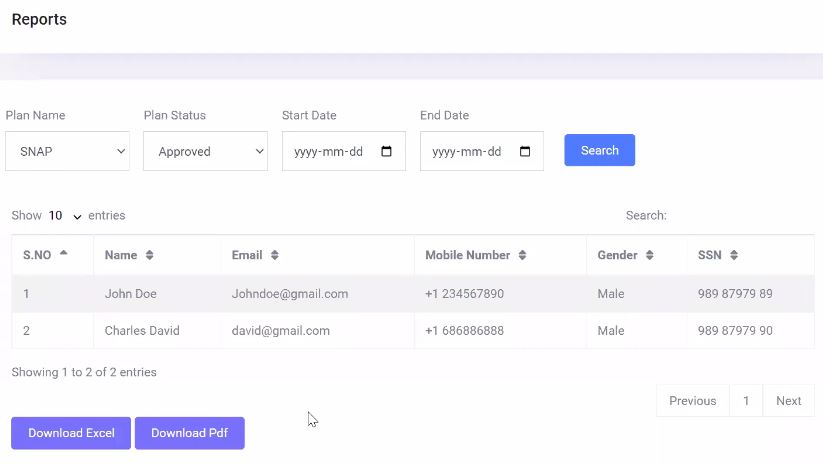 Reports
Plan Name Plan Status Start Date End Date
SNAP Approved yyyy-mm-dd yyyy-mm-dd Search
Show 10 entries Search:
S.NO Name Email Mobile Number Gender SSN
1 John Doe Johndoe@gmail.com +1 234567890 Male 989 87979 89
2 Charles David david@gmail.com +1 686886888 Male 989 87979 90
Showing 1 to 2 of 2 entries
Previous 1 Next
Download Excel Download Pdf